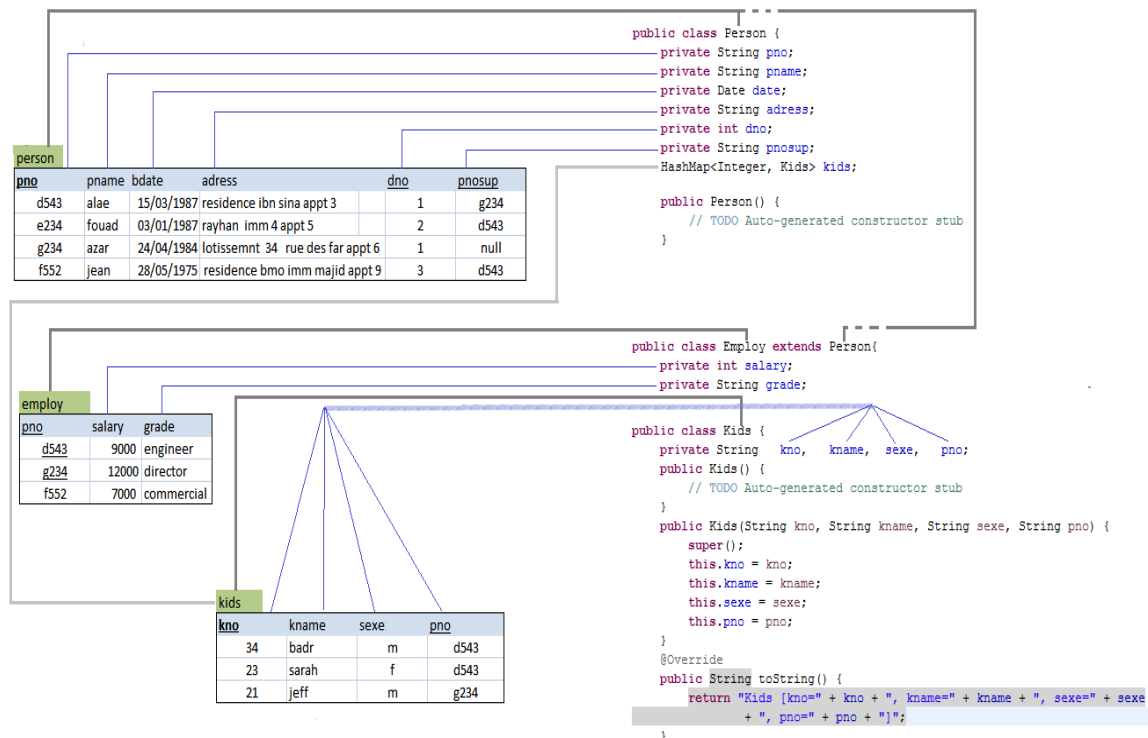 public class Person {
private String pno;
private String pname;
private Date date;
private String adress;
private int dno;
private String pnosup;
HashMap<Integer, Kids> kids;
public Person() {
// TODO Auto-generated constructor stub
}
person
pno pname bdate adress dno pnosup
d543 alae 15/03/1987 residence ibn sina appt 3 1 g234
e234 fouad 03/01/1987 rayhan imm 4 appt 5 2 d543
g234 azar 24/04/1984 lotissemnt 34 rue des far appt 6 1 null
f552 jean 28/05/1975 residence bmo imm majid appt 9 3 d543
public class Employ extends Person{
private int salary;
private String grade;
employ
pno salary grade
d543 9000 engineer
g234 12000 director
f552 7000 commercial
public class Kids {
private String kno, kname, sexe, pno;
public Kids() {
// TODO Auto-generated constructor stub
}
public Kids(String kno, String kname, String sexe, String pno) {
super();
this.kno = kno;
this.kname = kname;
this.sexe = sexe;
this.pno = pno;
}
@Override
public String toString() {
return "Kids [kno=" + kno + ", kname=" + kname + ", sexe=" + sexe
+ ", pno=" + pno + "]";
}
kids
kno kname sexe pno
34 badr m d543
23 sarah f d543
21 jeff m g234